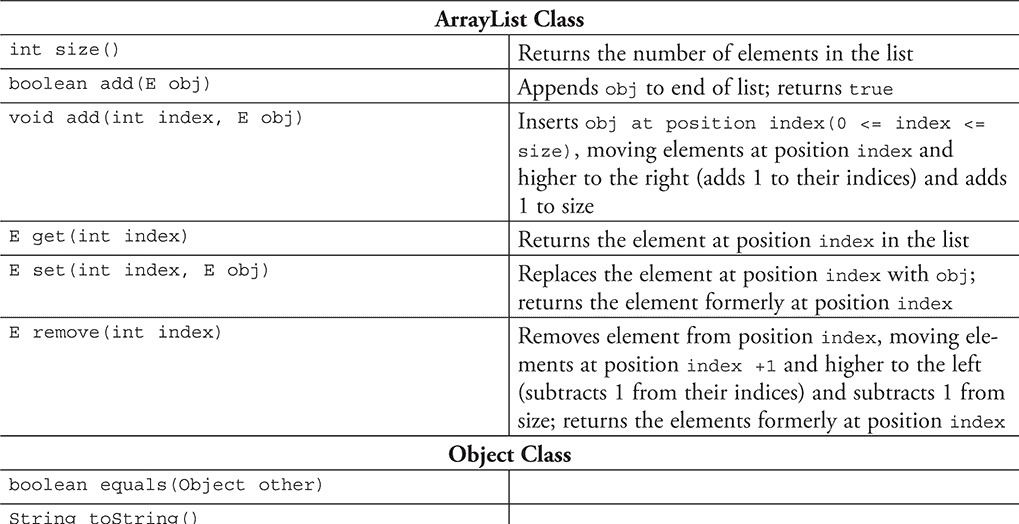 ArrayList Class
int size()
Returns the number of elements in the list
boolean add(E obj)
Appends obj to end of list; returns true
void add(int index, E obj)
Inserts obj at position index(0 <= index <=
size), moving elements at position index and
higher to the right (adds 1 to their indices) and adds
1 to size
E get(int index)
Returns the element at position index in the list
E set(int index, E obj)
Replaces the element at position index with obj;
returns the element formerly at position index
E remove(int index)
Removes element from position index, moving ele-
ments at position index +1 and higher to the left
(subtracts 1 from their indices) and subtracts 1 from
size; returns the elements formerly at position index
Object Class
boolean equals(Object other)
String toString()